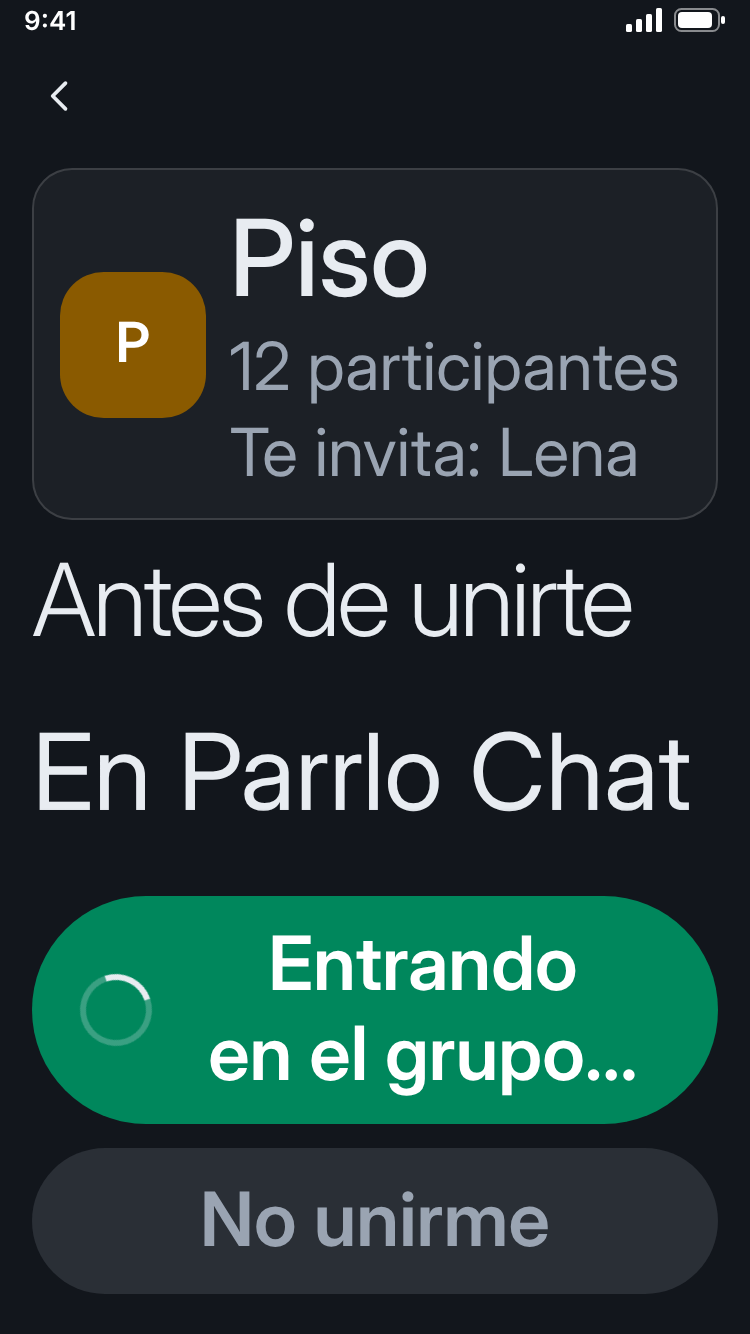 9:41
Piso
P
12 participantes
Te invita: Lena
Antes de unirte
En Parrlo Chat
Entrando
en el grupo...
No unirme